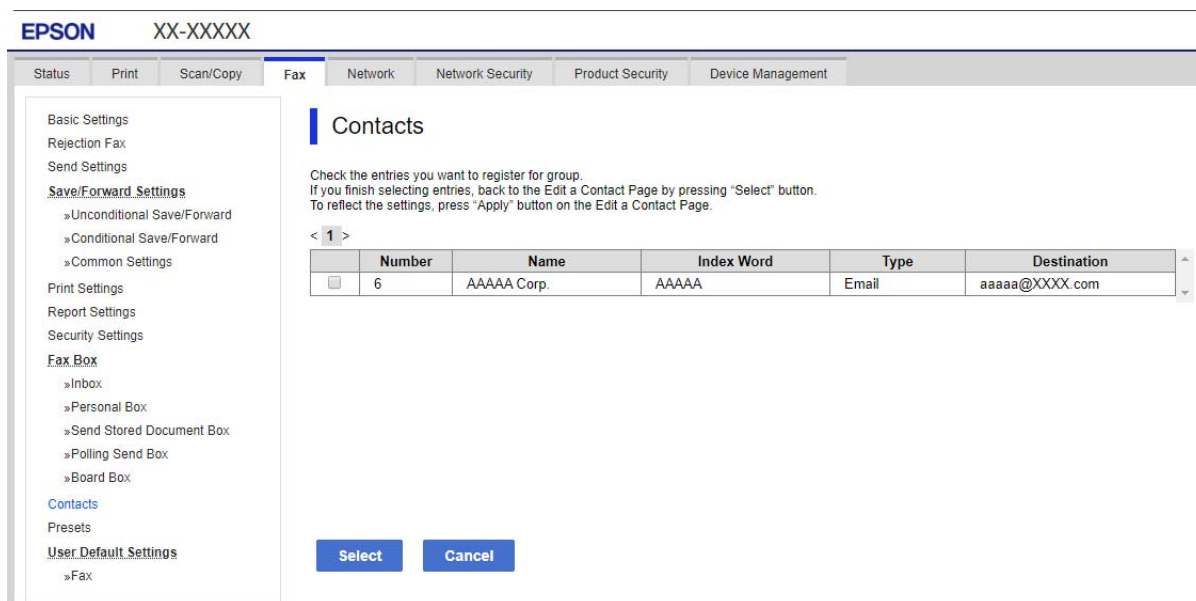 EPSON XX-XXXXX
Status Print Scan/Copy Fax Network Network Security Product Security Device Management
Basic Settings
Rejection Fax
Send Settings
Save/Forward Settings
»Unconditional Save/Forward
»Conditional Save/Forward
»Common Settings
Print Settings
Report Settings
Security Settings
Fax Box
»Inbox
»Personal Box
»Send Stored Document Box
»Polling Send Box
»Board Box
Contacts
Presets
User Default Settings
»Fax
Contacts
Check the entries you want to register for group.
If you finish selecting entries, back to the Edit a Contact Page by pressing “Select” button.
To reflect the settings, press “Apply” button on the Edit a Contact Page.
< 1 >
Number Name Index Word Type Destination
6 AAAAA Corp. AAAAA Email aaaaa@XXXX.com
Select Cancel